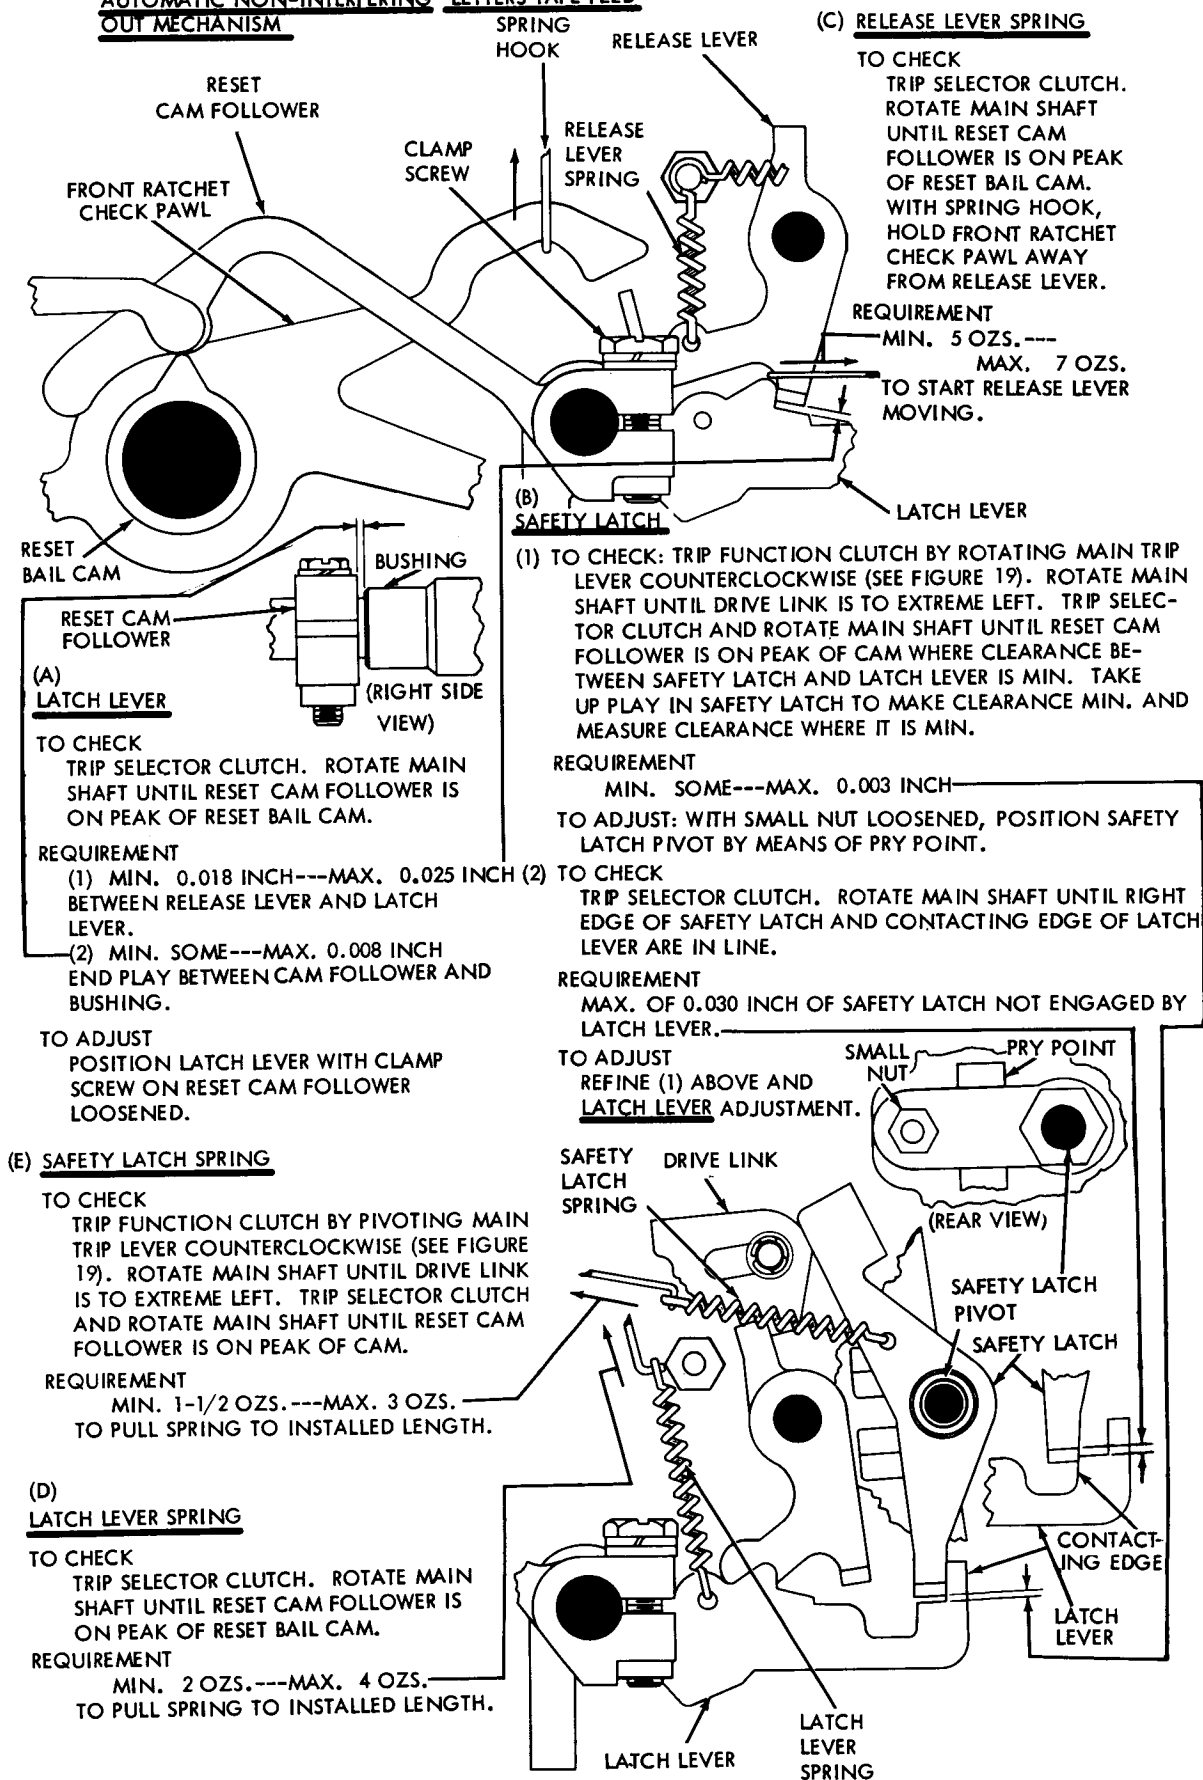 AUTOMATIC NON-INTERFERING LETTERS TAPE FEED
OUT MECHANISM
SPRING
HOOK
RELEASE LEVER
RESET
CAM FOLLOWER
CLAMP
SCREW
RELEASE
LEVER
SPRING
FRONT RATCHET
CHECK PAWL
(C) RELEASE LEVER SPRING
TO CHECK
TRIP SELECTOR CLUTCH.
ROTATE MAIN SHAFT
UNTIL RESET CAM
FOLLOWER IS ON PEAK
OF RESET BAIL CAM.
WITH SPRING HOOK,
HOLD FRONT RATCHET
CHECK PAWL AWAY
FROM RELEASE LEVER.
REQUIREMENT
MIN. 5 OZS.---
MAX. 7 OZS.
TO START RELEASE LEVER
MOVING.
LATCH LEVER
RESET
BAIL CAM
BUSHING
RESET CAM
FOLLOWER
(RIGHT SIDE
VIEW)
(A)
LATCH LEVER
TO CHECK
TRIP SELECTOR CLUTCH. ROTATE MAIN
SHAFT UNTIL RESET CAM FOLLOWER IS
ON PEAK OF RESET BAIL CAM.
REQUIREMENT
(1) MIN. 0.018 INCH---MAX. 0.025 INCH
BETWEEN RELEASE LEVER AND LATCH
LEVER.
(2) MIN. SOME---MAX. 0.008 INCH
END PLAY BETWEEN CAM FOLLOWER AND
BUSHING.
TO ADJUST
POSITION LATCH LEVER WITH CLAMP
SCREW ON RESET CAM FOLLOWER
LOOSENED.
(B)
SAFETY LATCH
(1) TO CHECK: TRIP FUNCTION CLUTCH BY ROTATING MAIN TRIP
LEVER COUNTERCLOCKWISE (SEE FIGURE 19). ROTATE MAIN
SHAFT UNTIL DRIVE LINK IS TO EXTREME LEFT. TRIP SELEC-
TOR CLUTCH AND ROTATE MAIN SHAFT UNTIL RESET CAM
FOLLOWER IS ON PEAK OF CAM WHERE CLEARANCE BE-
TWEEN SAFETY LATCH AND LATCH LEVER IS MIN. TAKE
UP PLAY IN SAFETY LATCH TO MAKE CLEARANCE MIN. AND
MEASURE CLEARANCE WHERE IT IS MIN.
REQUIREMENT
MIN. SOME---MAX. 0.003 INCH
TO ADJUST: WITH SMALL NUT LOOSENED, POSITION SAFETY
LATCH PIVOT BY MEANS OF PRY POINT.
(2) TO CHECK
TRIP SELECTOR CLUTCH. ROTATE MAIN SHAFT UNTIL RIGHT
EDGE OF SAFETY LATCH AND CONTACTING EDGE OF LATCH
LEVER ARE IN LINE.
REQUIREMENT
MAX. OF 0.030 INCH OF SAFETY LATCH NOT ENGAGED BY
LATCH LEVER.
TO ADJUST
REFINE (1) ABOVE AND
LATCH LEVER ADJUSTMENT.
SMALL
NUT
PRY POINT
(REAR VIEW)
(E) SAFETY LATCH SPRING
TO CHECK
TRIP FUNCTION CLUTCH BY PIVOTING MAIN
TRIP LEVER COUNTERCLOCKWISE (SEE FIGURE
19). ROTATE MAIN SHAFT UNTIL DRIVE LINK
IS TO EXTREME LEFT. TRIP SELECTOR CLUTCH
AND ROTATE MAIN SHAFT UNTIL RESET CAM
FOLLOWER IS ON PEAK OF CAM.
REQUIREMENT
MIN. 1-1/2 OZS.---MAX. 3 OZS.
TO PULL SPRING TO INSTALLED LENGTH.
SAFETY
LATCH
SPRING
DRIVE LINK
SAFETY LATCH
PIVOT
SAFETY LATCH
CONTACT-
ING EDGE
LATCH
LEVER
(D)
LATCH LEVER SPRING
TO CHECK
TRIP SELECTOR CLUTCH. ROTATE MAIN
SHAFT UNTIL RESET CAM FOLLOWER IS
ON PEAK OF RESET BAIL CAM.
REQUIREMENT
MIN. 2 OZS.---MAX. 4 OZS.
TO PULL SPRING TO INSTALLED LENGTH.
LATCH LEVER
LATCH
LEVER
SPRING